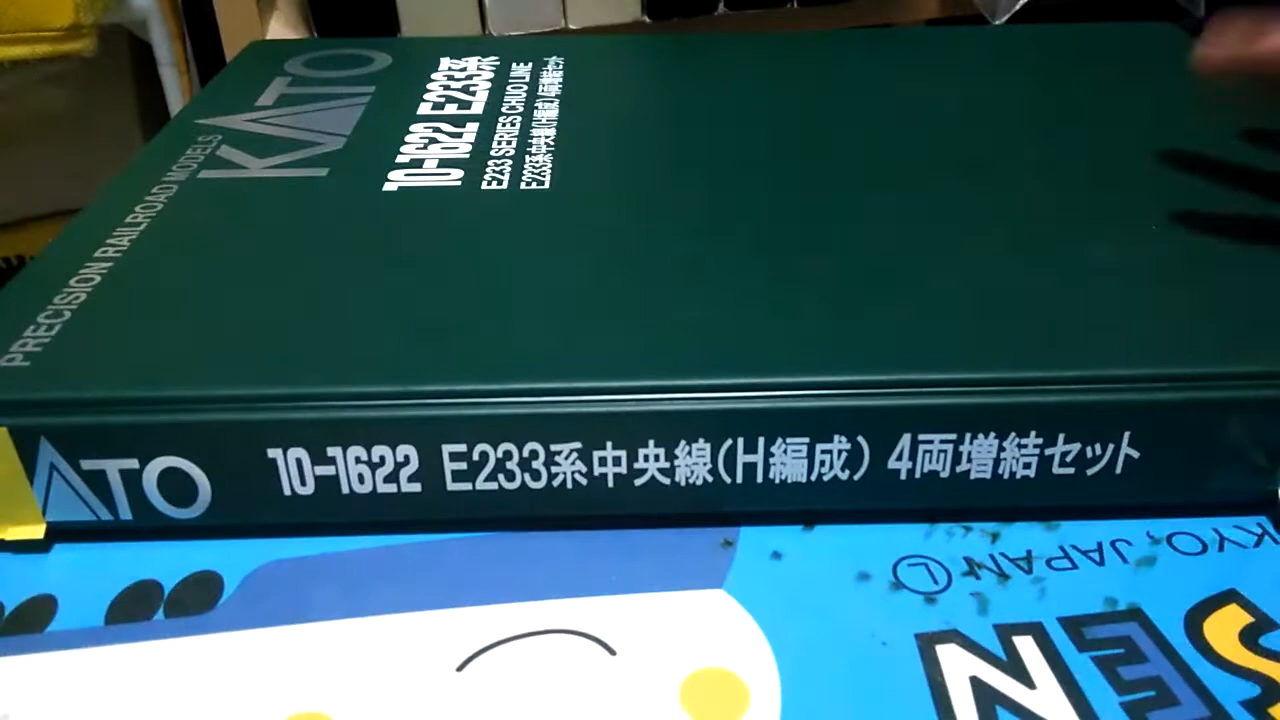 KATO
PRECISION RAILROAD MODELS
10-1622 E233系
E233 SERIES CHUO LINE
E233系中央線(H編成)4両増結セット
ATO
10-1622 E233系中央線(H編成) 4両増結セット
KYO, JAPAN Ⓛ
SEN